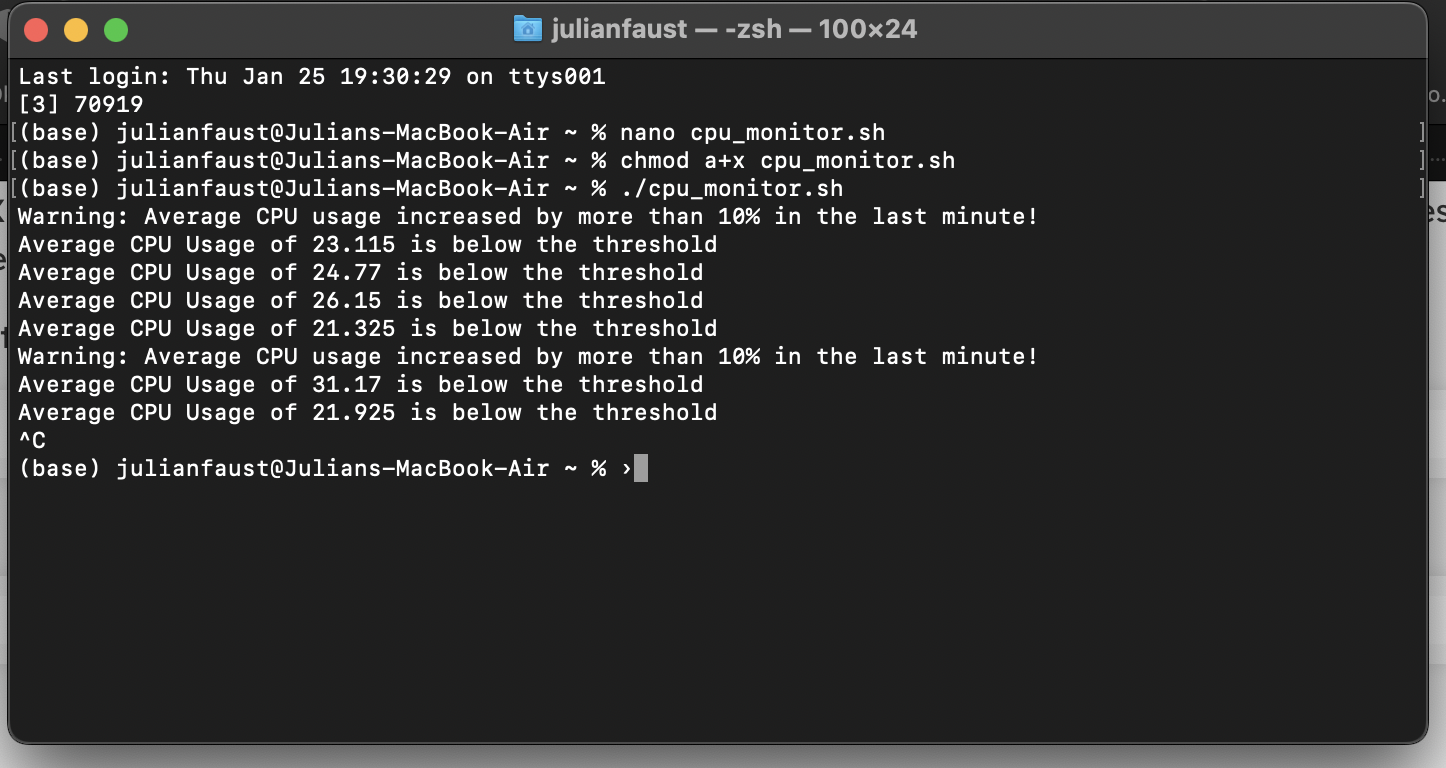 julianfaust — -zsh — 100×24
Last login: Thu Jan 25 19:30:29 on ttys001
[3] 70919
[(base) julianfaust@Julians-MacBook-Air ~ % nano cpu_monitor.sh ]
[(base) julianfaust@Julians-MacBook-Air ~ % chmod a+x cpu_monitor.sh ]
[(base) julianfaust@Julians-MacBook-Air ~ % ./cpu_monitor.sh ]
Warning: Average CPU usage increased by more than 10% in the last minute!
Average CPU Usage of 23.115 is below the threshold
Average CPU Usage of 24.77 is below the threshold
Average CPU Usage of 26.15 is below the threshold
Average CPU Usage of 21.325 is below the threshold
Warning: Average CPU usage increased by more than 10% in the last minute!
Average CPU Usage of 31.17 is below the threshold
Average CPU Usage of 21.925 is below the threshold
^C
(base) julianfaust@Julians-MacBook-Air ~ % ›